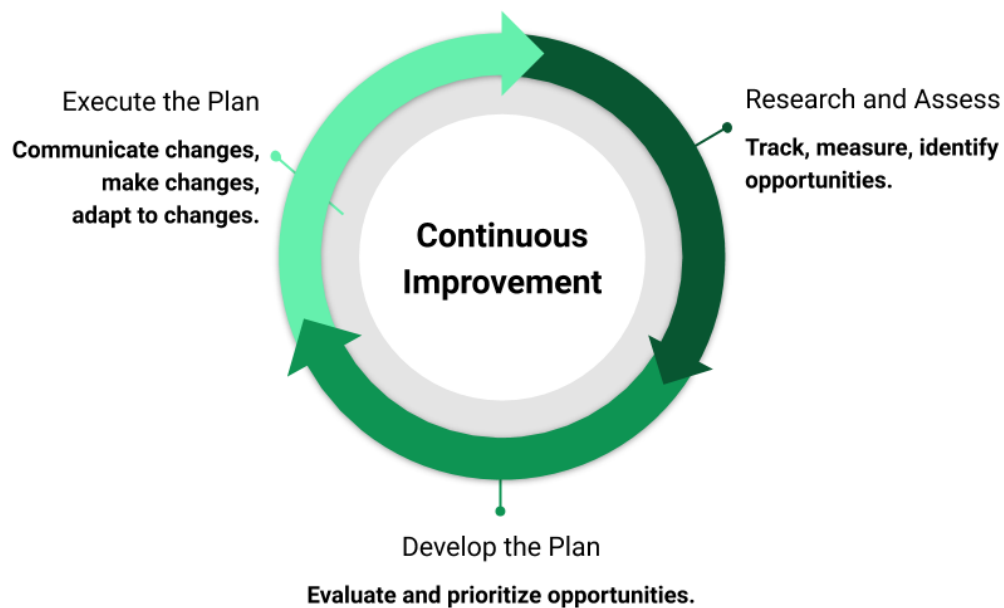 Execute the Plan
Communicate changes,
make changes,
adapt to changes.
Research and Assess
Track, measure, identify
opportunities.
Continuous
Improvement
Develop the Plan
Evaluate and prioritize opportunities.